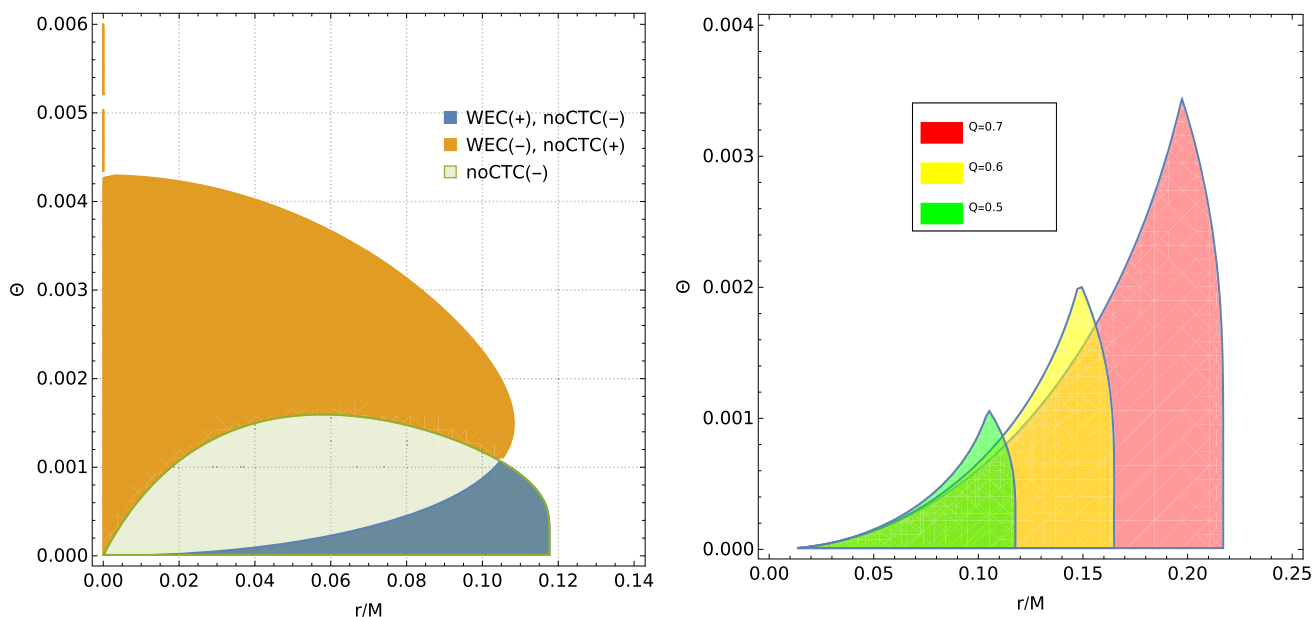 0.006
0.005
0.004
0.003
0.002
0.001
0.000
Θ
0.00 0.02 0.04 0.06 0.08 0.10 0.12 0.14
r/M
WEC(+), noCTC(−)
WEC(−), noCTC(+)
noCTC(−)
0.004
0.003
0.002
0.001
0.000
Θ
0.00 0.05 0.10 0.15 0.20 0.25
r/M
Q=0.7
Q=0.6
Q=0.5